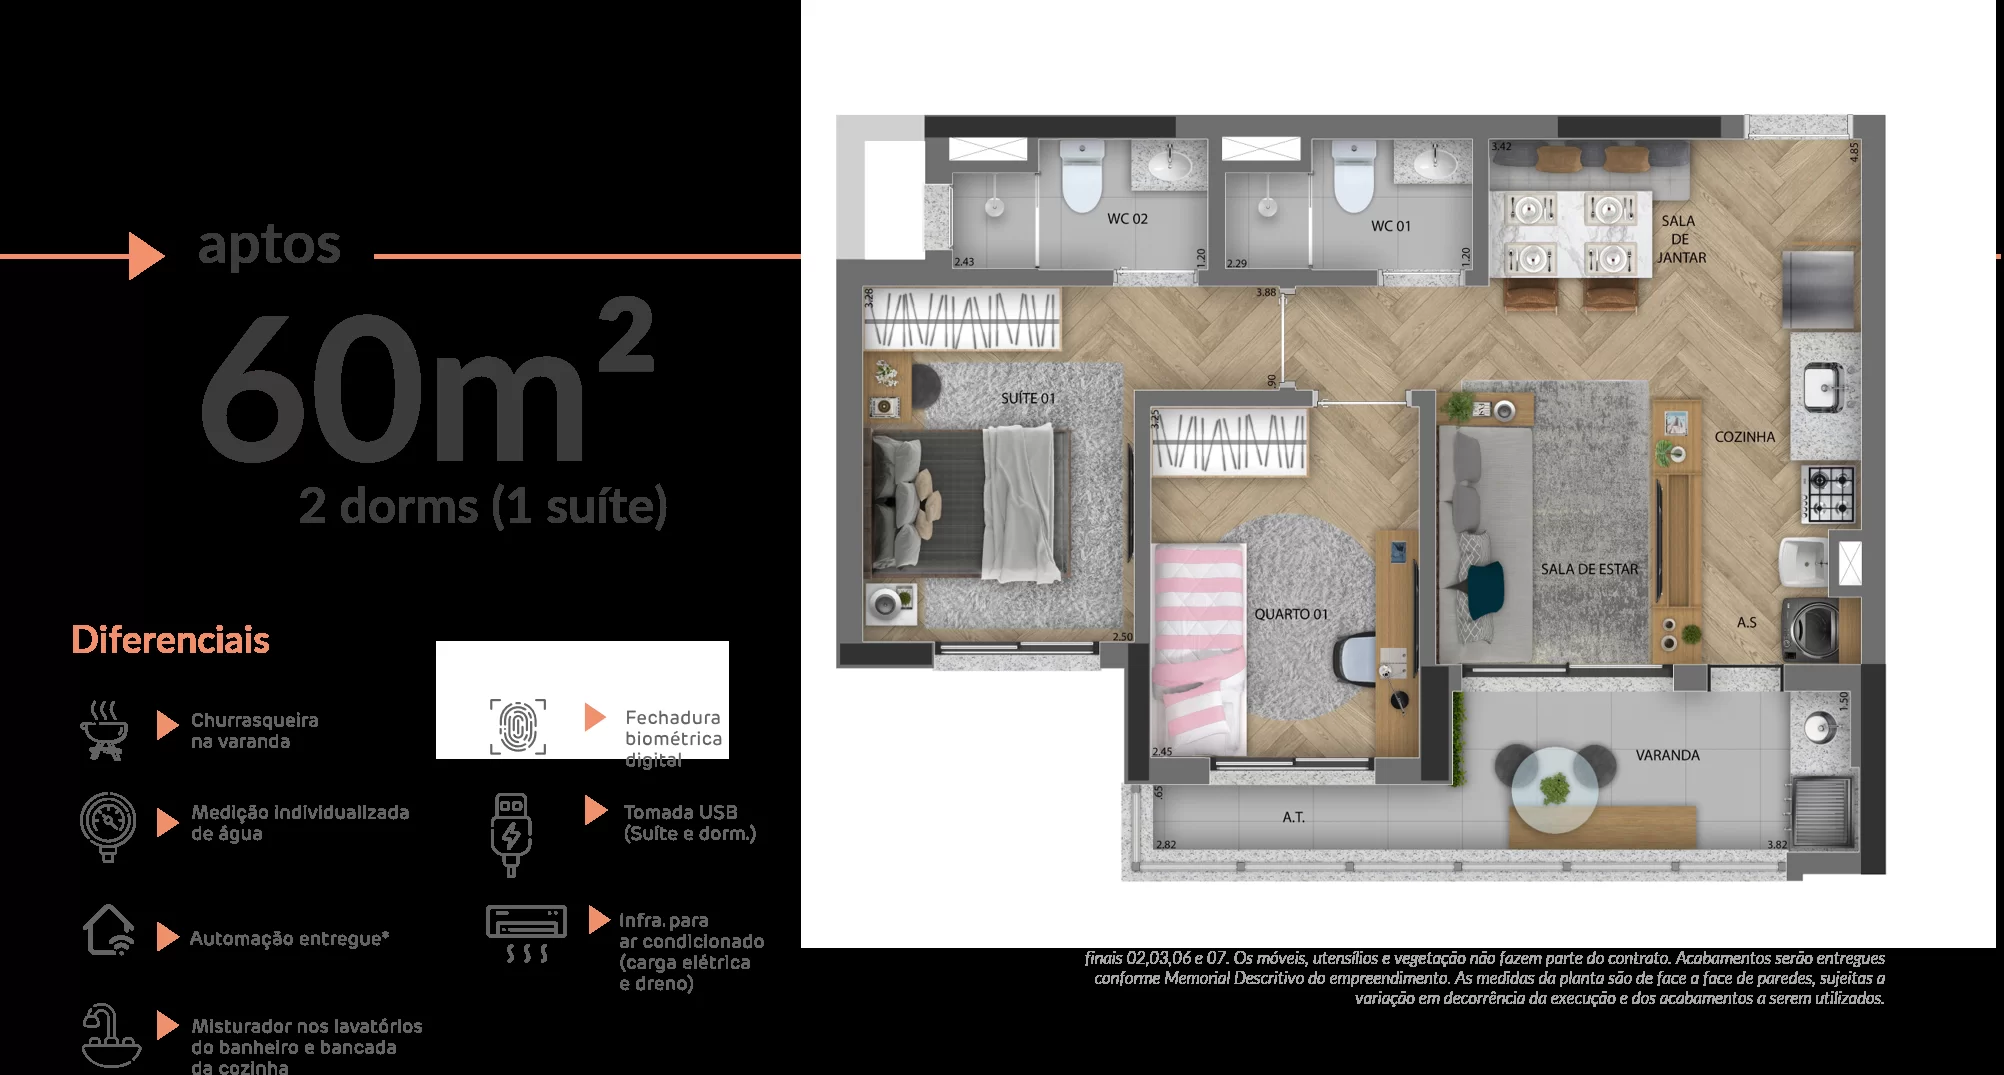 aptos
60m²
2 dorms (1 suíte)
Diferenciais
Churrasqueira
na varanda
Fechadura
biométrica
digital
Medição individualizada
de água
Tomada USB
(Suíte e dorm.)
Automação entregue*
Infra. para
ar condicionado
(carga elétrica
e dreno)
Misturador nos lavatórios
do banheiro e bancada
da cozinha
WC 02
2.43
1.20
WC 01
2.29
1.20
3.42
4.85
SALA
DE
JANTAR
3.28
3.88
.90
SUÍTE 01
2.50
3.25
QUARTO 01
2.45
COZINHA
SALA DE ESTAR
A.S
1.50
VARANDA
.65
A.T.
2.82
3.82
finais 02,03,06 e 07. Os móveis, utensílios e vegetação não fazem parte do contrato. Acabamentos serão entregues
conforme Memorial Descritivo do empreendimento. As medidas da planta são de face a face de paredes, sujeitas a
variação em decorrência da execução e dos acabamentos a serem utilizados.